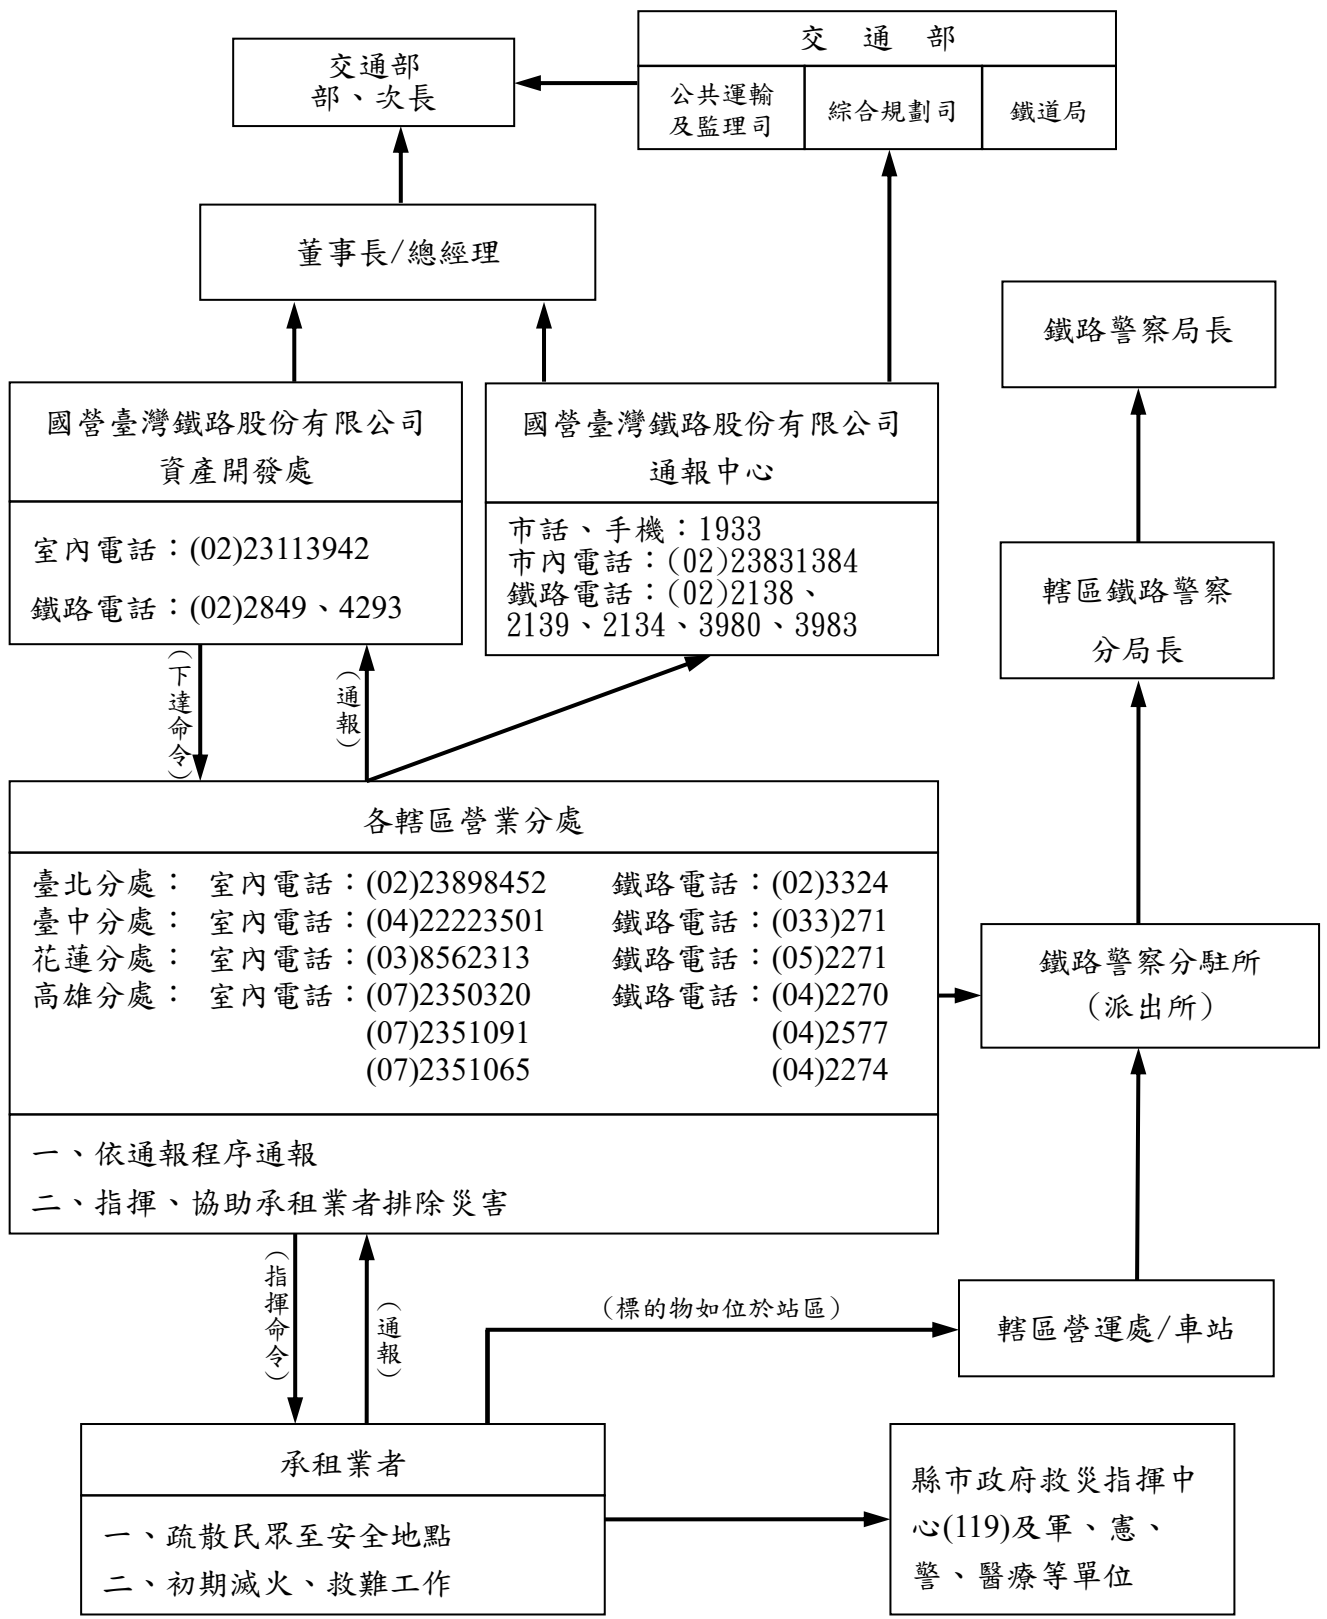 交通部
公共運輸
及監理司
綜合規劃司
鐵道局
交通部
部、次長
董事長/總經理
鐵路警察局長
國營臺灣鐵路股份有限公司
資產開發處
室內電話：(02)23113942
鐵路電話：(02)2849、4293
國營臺灣鐵路股份有限公司
通報中心
市話、手機：1933
市內電話：(02)23831384
鐵路電話：(02)2138、
2139、2134、3980、3983
轄區鐵路警察
分局長
（下達命令）
（通報）
各轄區營業分處
臺北分處： 室內電話：(02)23898452 鐵路電話：(02)3324
臺中分處： 室內電話：(04)22223501 鐵路電話：(033)271
花蓮分處： 室內電話：(03)8562313 鐵路電話：(05)2271
高雄分處： 室內電話：(07)2350320 鐵路電話：(04)2270
(07)2351091 (04)2577
(07)2351065 (04)2274
一、依通報程序通報
二、指揮、協助承租業者排除災害
鐵路警察分駐所
（派出所）
（指揮命令）
（通報）
（標的物如位於站區）
轄區營運處/車站
承租業者
一、疏散民眾至安全地點
二、初期滅火、救難工作
縣市政府救災指揮中
心(119)及軍、憲、
警、醫療等單位